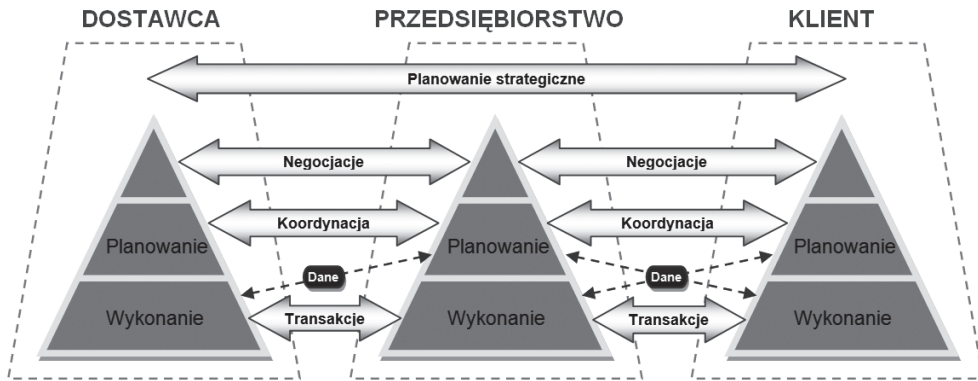 DOSTAWCA PRZEDSIĘBIORSTWO KLIENT
Planowanie strategiczne
Negocjacje Negocjacje
Koordynacja Koordynacja
Planowanie Planowanie Planowanie
Dane Dane
Wykonanie Transakcje Wykonanie Transakcje Wykonanie